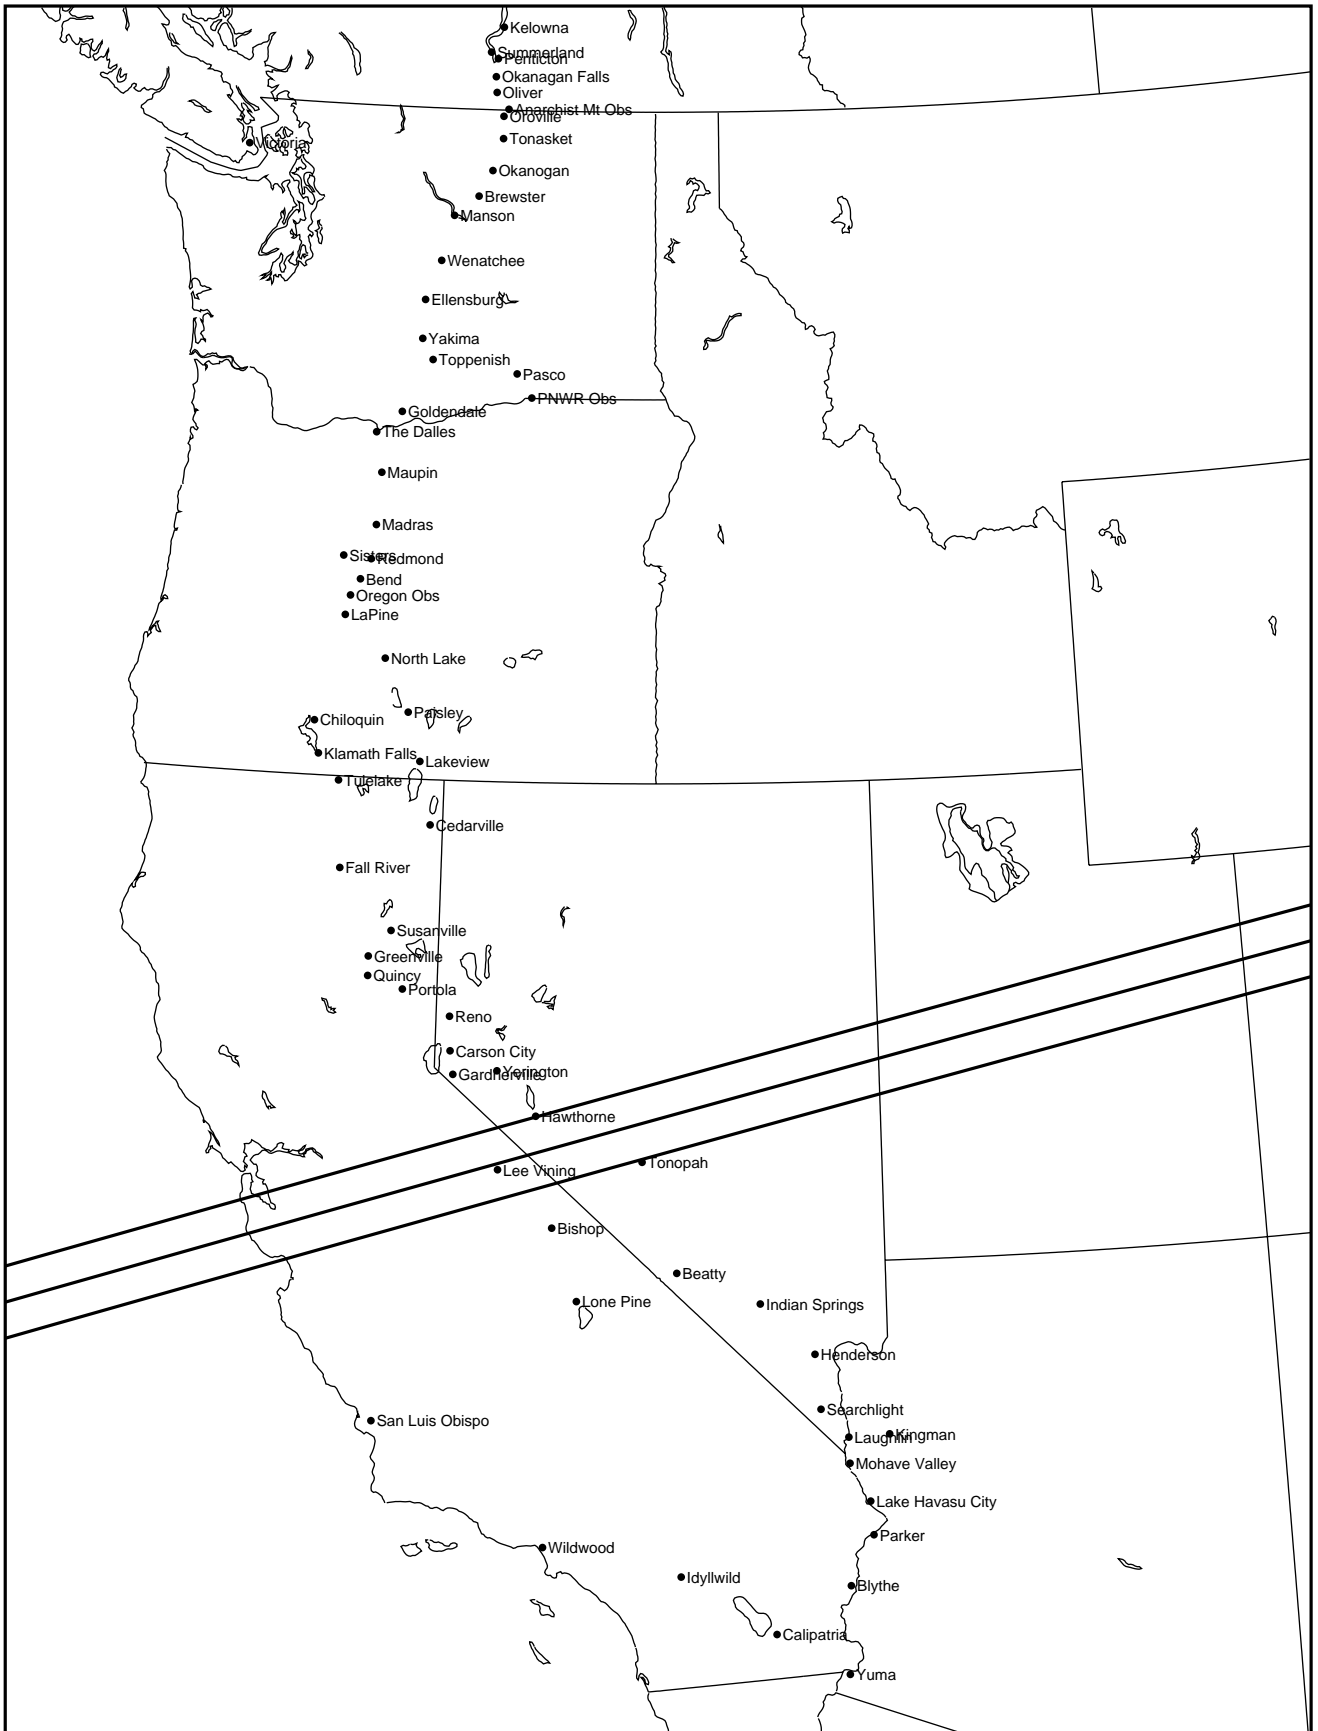 Kelowna
Summerland
Penticton
Okanagan Falls
Oliver
Anarchist Mt Obs
Oroville
Tonasket
Victoria
Okanogan
Brewster
Manson
Wenatchee
Ellensburg
Yakima
Toppenish
Pasco
PNWR Obs
Goldendale
The Dalles
Maupin
Madras
Sisters
Redmond
Bend
Oregon Obs
LaPine
North Lake
Paisley
Chiloquin
Klamath Falls
Lakeview
Tulelake
Cedarville
Fall River
Susanville
Greenville
Quincy
Portola
Reno
Carson City
Yerington
Gardnerville
Hawthorne
Tonopah
Lee Vining
Bishop
Beatty
Lone Pine
Indian Springs
Henderson
Searchlight
San Luis Obispo
Kingman
Laughlin
Mohave Valley
Lake Havasu City
Parker
Wildwood
Idyllwild
Blythe
Calipatria
Yuma